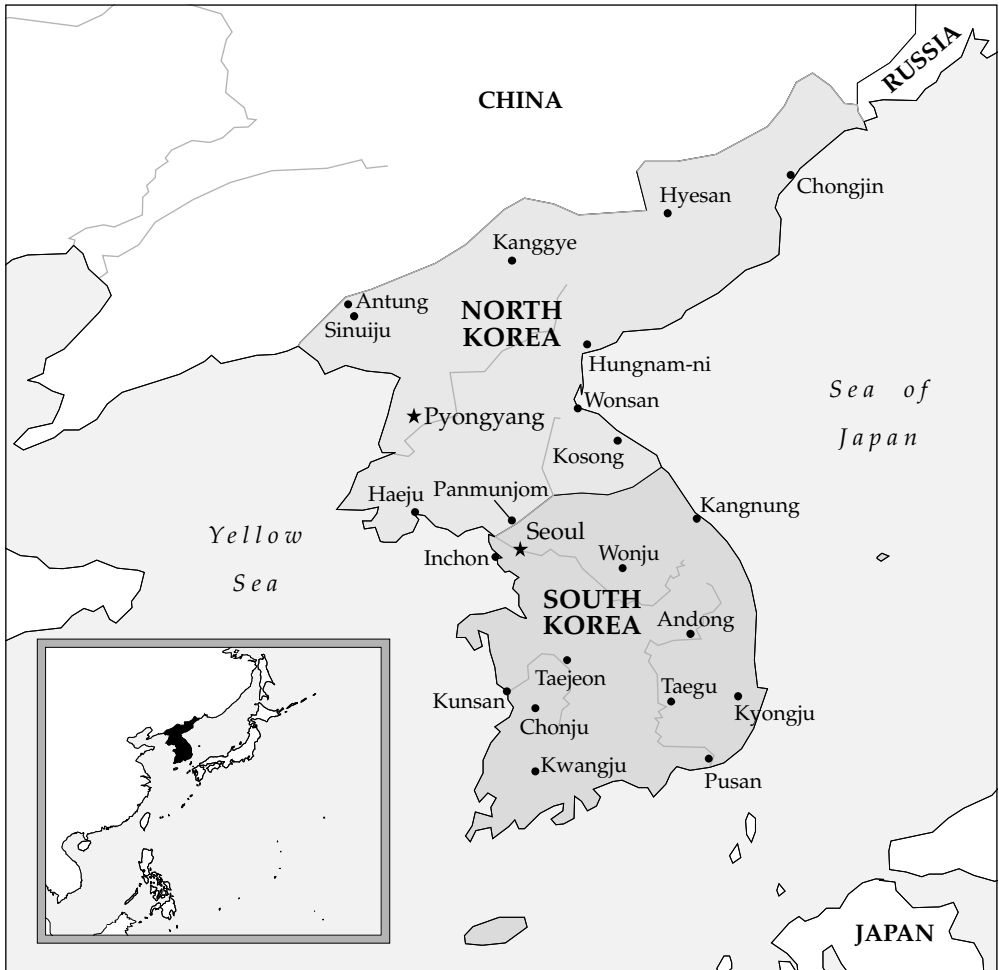 RUSSIA
CHINA
Chongjin
Hyesan
Kanggye
Antung
NORTH
KOREA
Sinuiju
Hungnam-ni
Sea of
Japan
Wonsan
Pyongyang
Kosong
Haeju
Panmunjom
Kangnung
Yellow
Sea
Seoul
Inchon
Wonju
SOUTH
KOREA
Andong
Taejeon
Taegu
Kunsan
Kyongju
Chonju
Kwangju
Pusan
JAPAN